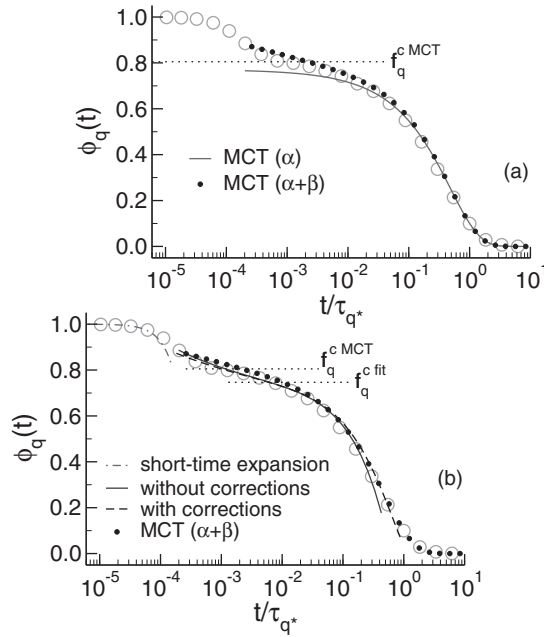 1.0
0.8
0.6
0.4
0.2
0.0
ϕq(t)
fq c MCT
MCT (α)
MCT (α+β)
(a)
10-5 10-4 10-3 10-2 10-1 100 101
t/τq*
1.0
0.8
0.6
0.4
0.2
0.0
ϕq(t)
fq c MCT
fq c fit
short-time expansion
without corrections
with corrections
MCT (α+β)
(b)
10-5 10-4 10-3 10-2 10-1 100 101
t/τq*